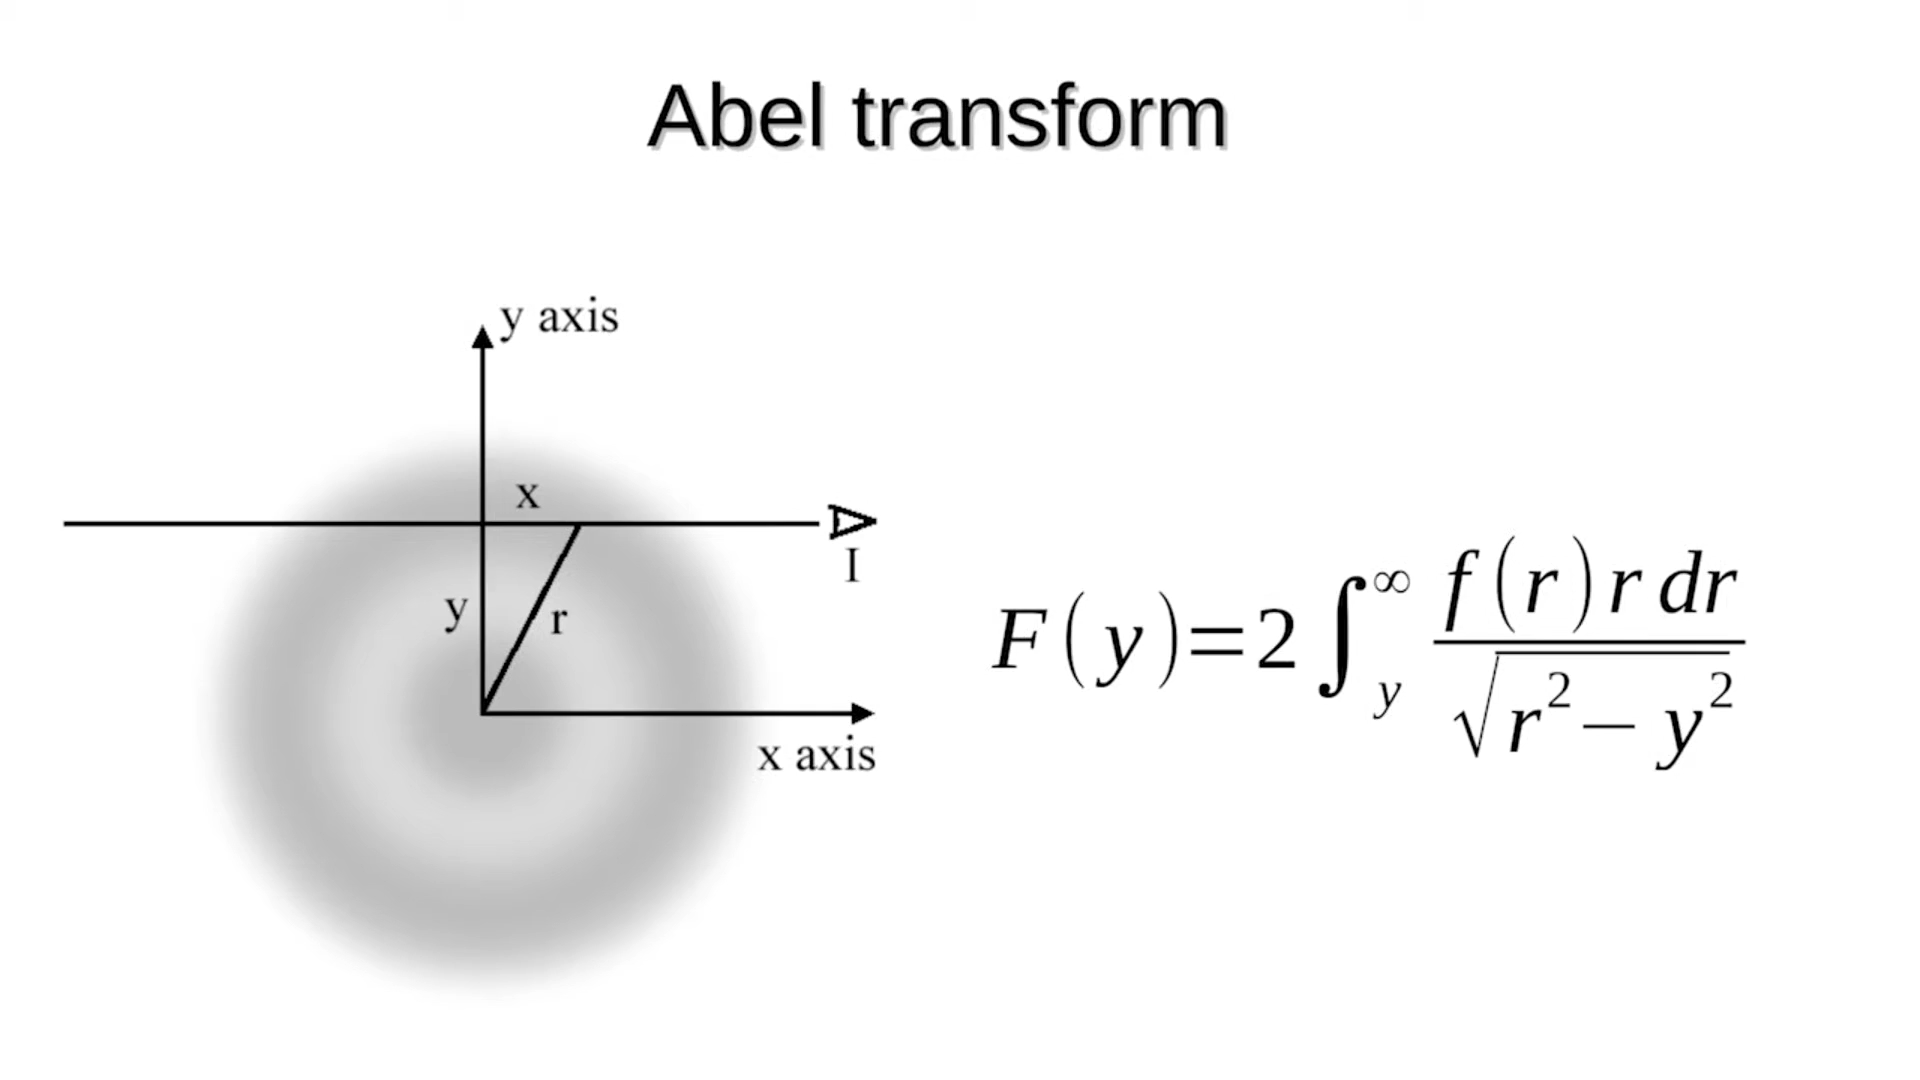 Abel transform
y axis
x
I
y
r
x axis
F(y)=2∫_y^∞ f(r)r dr / √(r²−y²)